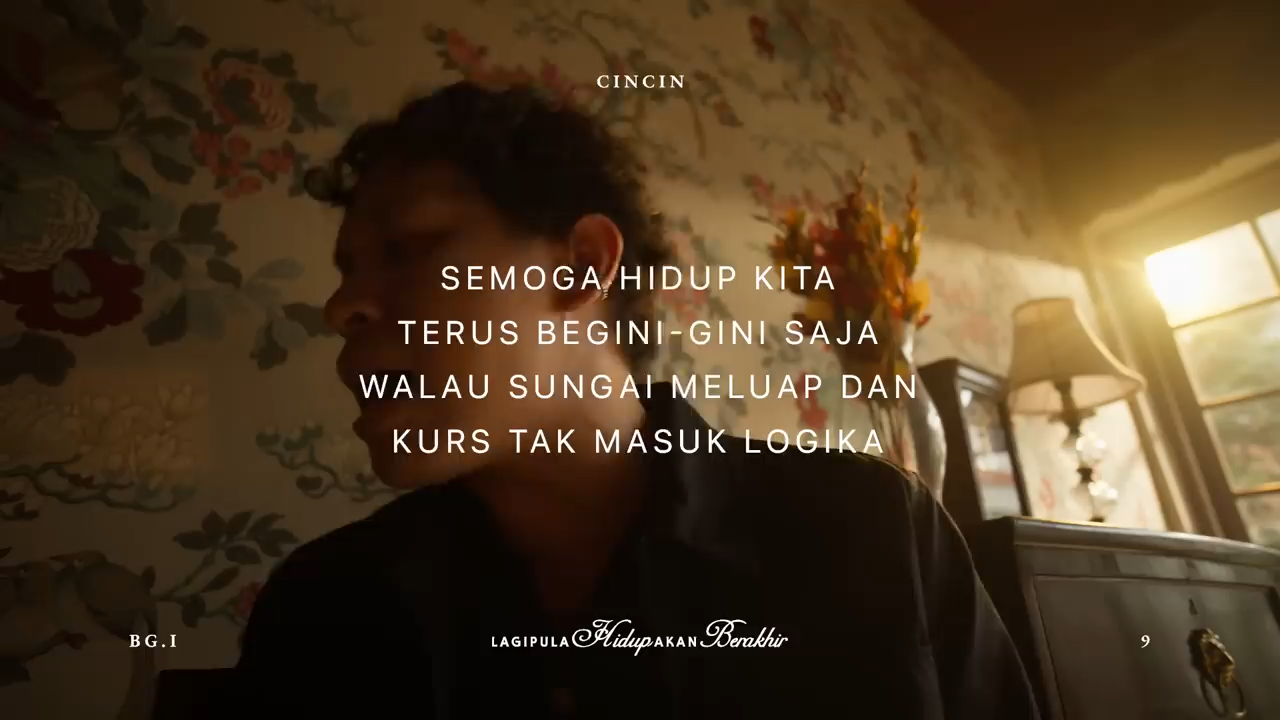 CINCIN
SEMOGA HIDUP KITA
TERUS BEGINI-GINI SAJA
WALAU SUNGAI MELUAP DAN
KURS TAK MASUK LOGIKA
BG.I LAGIPULA Hidup AKAN Berakhir 9